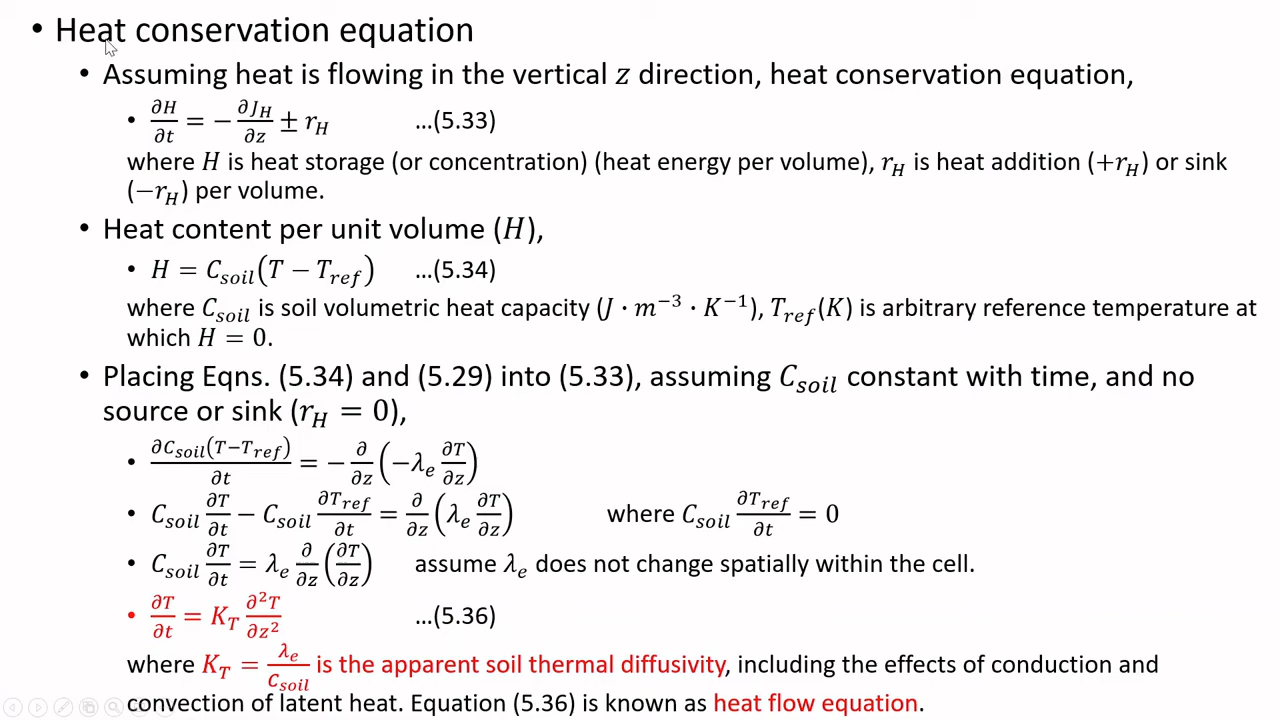 • Heat conservation equation
• Assuming heat is flowing in the vertical z direction, heat conservation equation,
• ∂H/∂t = −∂J_H/∂z ± r_H …(5.33)
where H is heat storage (or concentration) (heat energy per volume), r_H is heat addition (+r_H) or sink
(−r_H) per volume.
• Heat content per unit volume (H),
• H = C_soil(T − T_ref) …(5.34)
where C_soil is soil volumetric heat capacity (J · m⁻³ · K⁻¹), T_ref(K) is arbitrary reference temperature at
which H = 0.
• Placing Eqns. (5.34) and (5.29) into (5.33), assuming C_soil constant with time, and no
source or sink (r_H = 0),
• ∂C_soil(T−T_ref)/∂t = −∂/∂z(−λ_e ∂T/∂z)
• C_soil ∂T/∂t − C_soil ∂T_ref/∂t = ∂/∂z(λ_e ∂T/∂z) where C_soil ∂T_ref/∂t = 0
• C_soil ∂T/∂t = λ_e ∂/∂z(∂T/∂z) assume λ_e does not change spatially within the cell.
• ∂T/∂t = K_T ∂²T/∂z² …(5.36)
where K_T = λ_e/C_soil is the apparent soil thermal diffusivity, including the effects of conduction and
convection of latent heat. Equation (5.36) is known as heat flow equation.